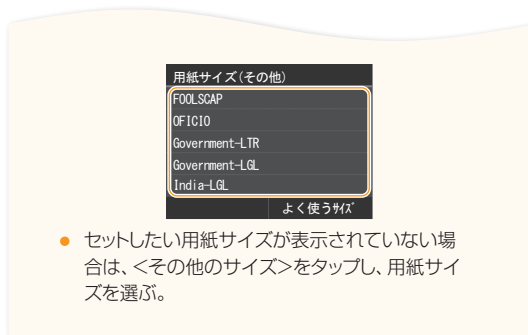 用紙サイズ(その他)
FOOLSCAP
OFICIO
Government-LTR
Government-LGL
India-LGL
よく使うｻｲｽﾞ
● セットしたい用紙サイズが表示されていない場
合は、<その他のサイズ>をタップし、用紙サイ
ズを選ぶ。